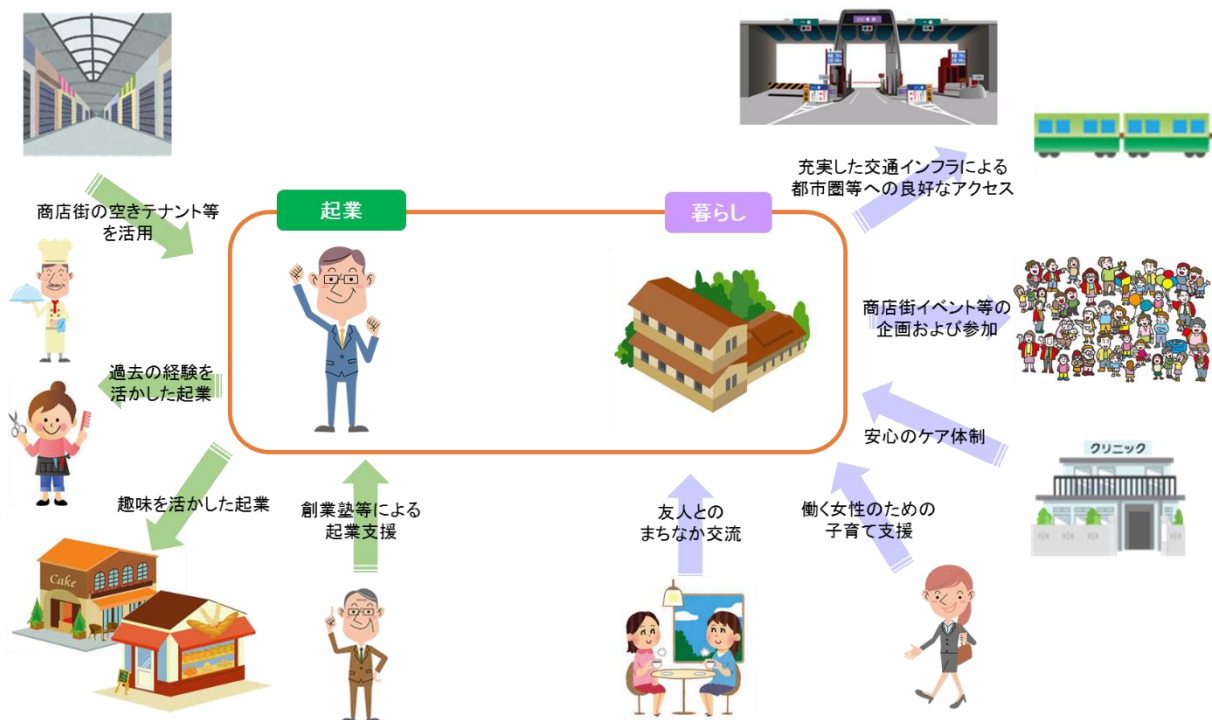 起業
暮らし
商店街の空きテナント等
を活用
過去の経験を
活かした起業
趣味を活かした起業
創業塾等による
起業支援
充実した交通インフラによる
都市圏等への良好なアクセス
商店街イベント等の
企画および参加
安心のケア体制
クリニック
働く女性のための
子育て支援
友人との
まちなか交流
Cake